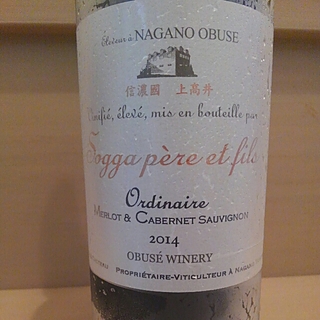 Éleveur à NAGANO OBUSE
信濃國 上高井
Vinifié, élevé, mis en bouteille par
Sogga père et fils
Ordinaire
MERLOT & CABERNET SAUVIGNON
2014
OBUSÉ WINERY
PROPRIÉTAIRE-VITICULTEUR À NAGANO